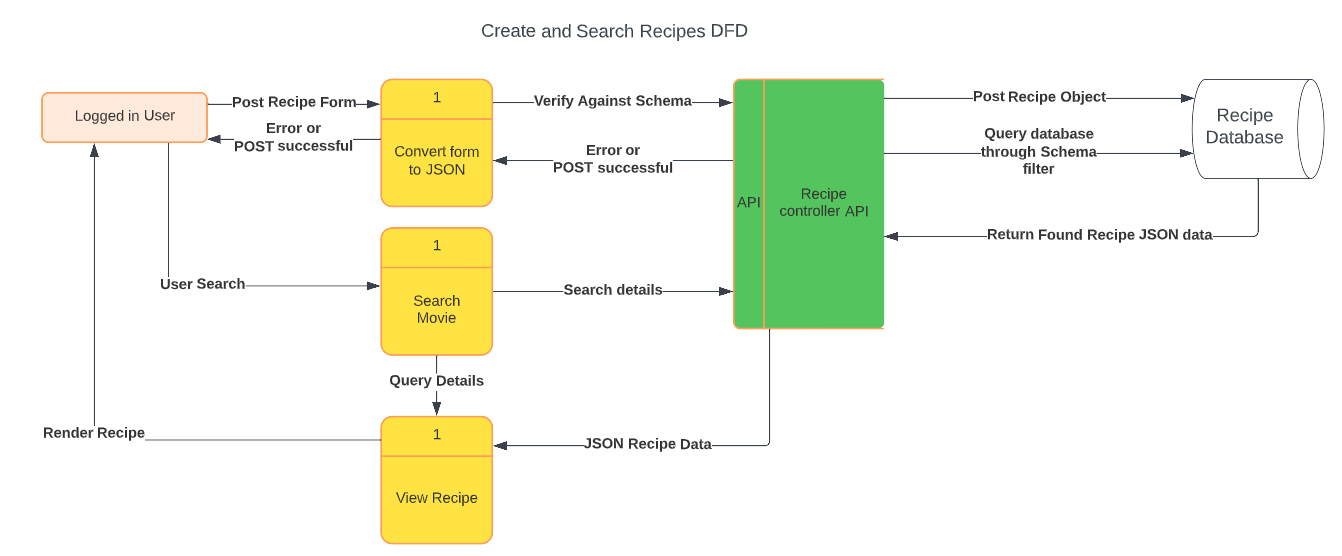 Create and Search Recipes DFD
Logged in User
Post Recipe Form
Error or
POST successful
1
Convert form
to JSON
Verify Against Schema
Error or
POST successful
API
Recipe
controller API
Post Recipe Object
Query database
through Schema
filter
Return Found Recipe JSON data
Recipe
Database
User Search
1
Search
Movie
Search details
Query Details
Render Recipe
1
View Recipe
JSON Recipe Data